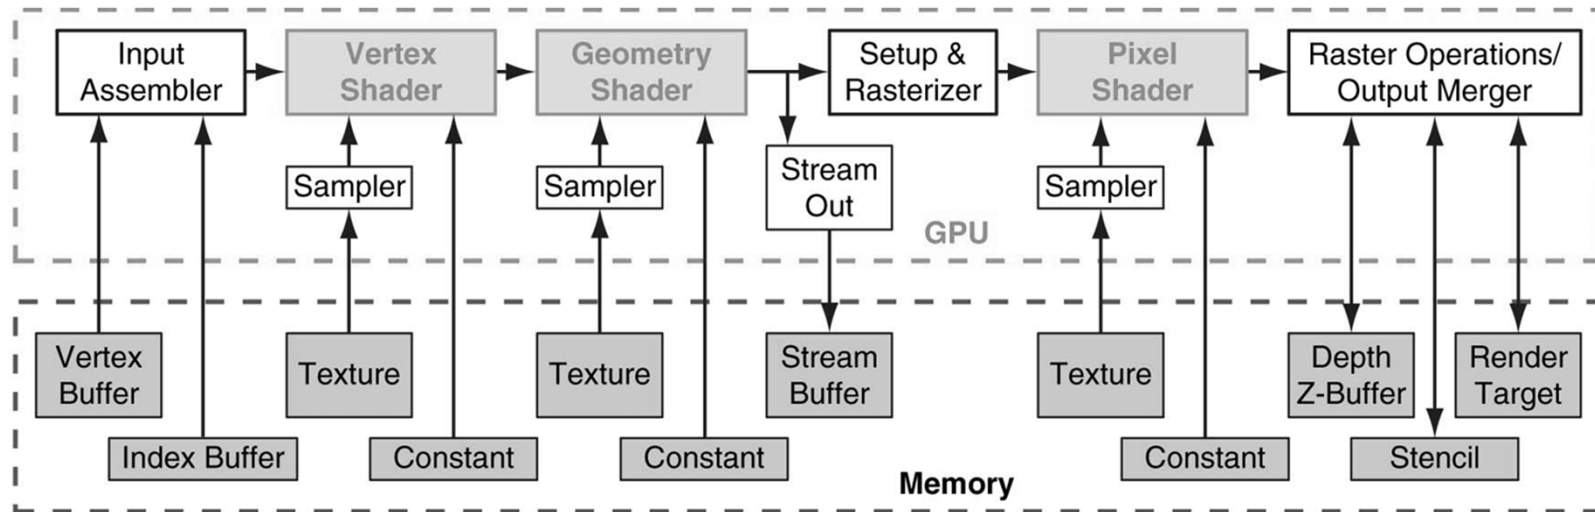 Input
Assembler
Vertex
Shader
Geometry
Shader
Setup &
Rasterizer
Pixel
Shader
Raster Operations/
Output Merger
Sampler
Sampler
Stream
Out
Sampler
GPU
Vertex
Buffer
Texture
Texture
Stream
Buffer
Texture
Depth
Z-Buffer
Render
Target
Index Buffer
Constant
Constant
Constant
Stencil
Memory